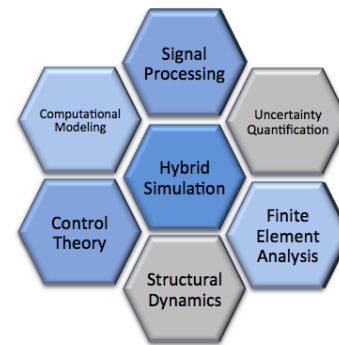 Signal
Processing
Computational
Modeling
Uncertainty
Quantification
Hybrid
Simulation
Control
Theory
Finite
Element
Analysis
Structural
Dynamics